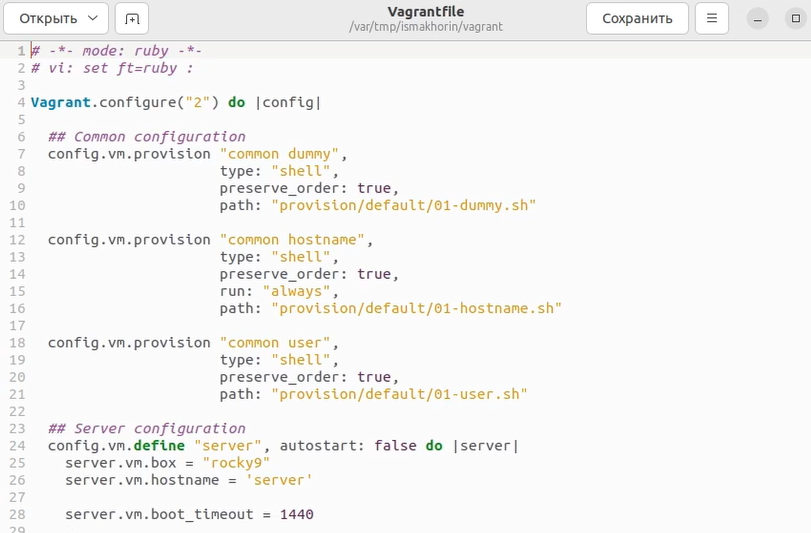 Открыть
Vagrantfile
/var/tmp/ismakhorin/vagrant
Сохранить
1 # -*- mode: ruby -*-
2 # vi: set ft=ruby :
3
4 Vagrant.configure("2") do |config|
5
6   ## Common configuration
7   config.vm.provision "common dummy",
8                       type: "shell",
9                       preserve_order: true,
10                       path: "provision/default/01-dummy.sh"
11
12   config.vm.provision "common hostname",
13                       type: "shell",
14                       preserve_order: true,
15                       run: "always",
16                       path: "provision/default/01-hostname.sh"
17
18   config.vm.provision "common user",
19                       type: "shell",
20                       preserve_order: true,
21                       path: "provision/default/01-user.sh"
22
23   ## Server configuration
24   config.vm.define "server", autostart: false do |server|
25     server.vm.box = "rocky9"
26     server.vm.hostname = 'server'
27
28     server.vm.boot_timeout = 1440
29